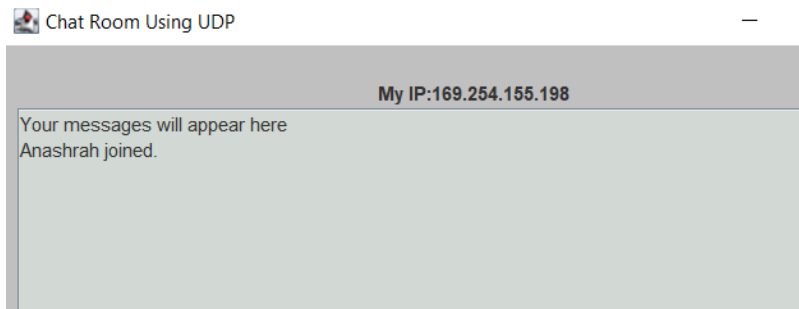 Chat Room Using UDP
My IP:169.254.155.198
Your messages will appear here
Anashrah joined.